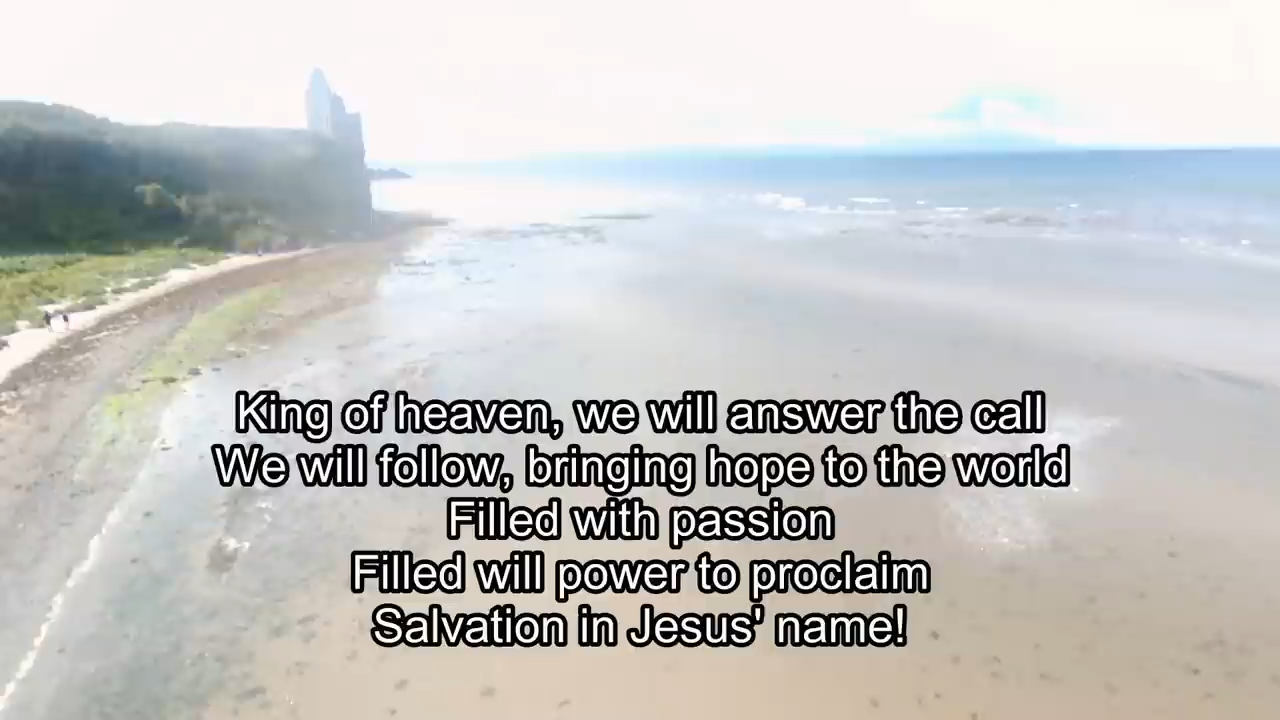 King of heaven, we will answer the call
We will follow, bringing hope to the world
Filled with passion
Filled will power to proclaim
Salvation in Jesus' name!